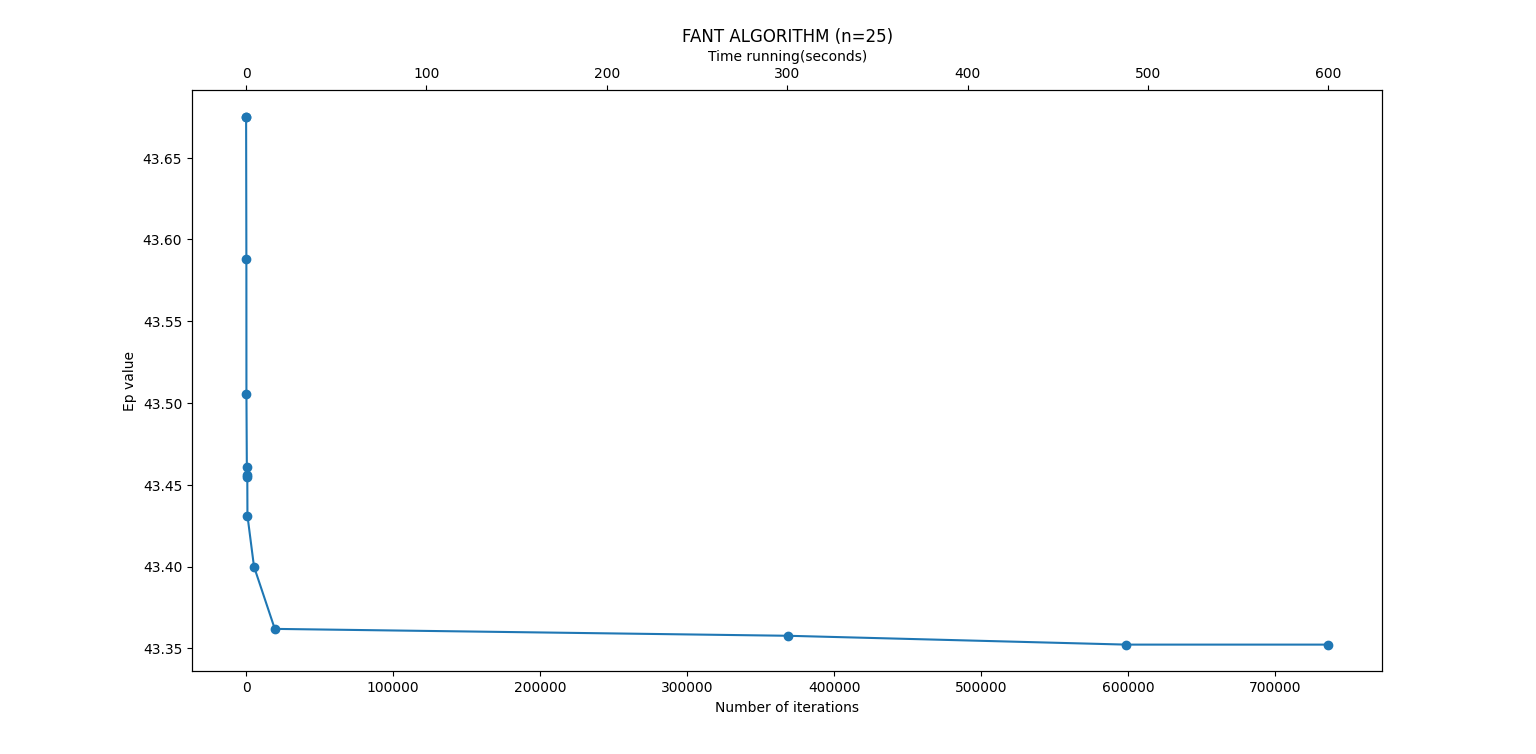 FANT ALGORITHM (n=25)
Time running(seconds)
0 100 200 300 400 500 600
43.65
43.60
43.55
43.50
43.45
43.40
43.35
Ep value
0 100000 200000 300000 400000 500000 600000 700000
Number of iterations